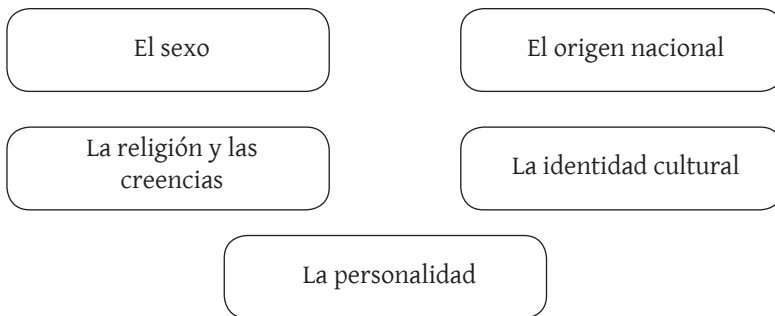 El sexo
El origen nacional
La religión y las
creencias
La identidad cultural
La personalidad